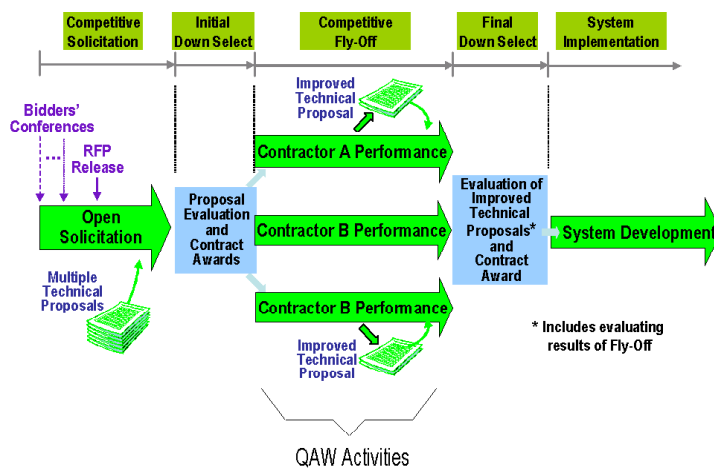 Competitive
Solicitation
Initial
Down Select
Competitive
Fly-Off
Final
Down Select
System
Implementation
Bidders'
Conferences
...
RFP
Release
Open
Solicitation
Multiple
Technical
Proposals
Proposal
Evaluation
and
Contract
Awards
Improved
Technical
Proposal
Contractor A Performance
Contractor B Performance
Contractor B Performance
Improved
Technical
Proposal
Evaluation of
Improved
Technical
Proposals*
and
Contract
Award
System Development
* Includes evaluating
results of Fly-Off
QAW Activities